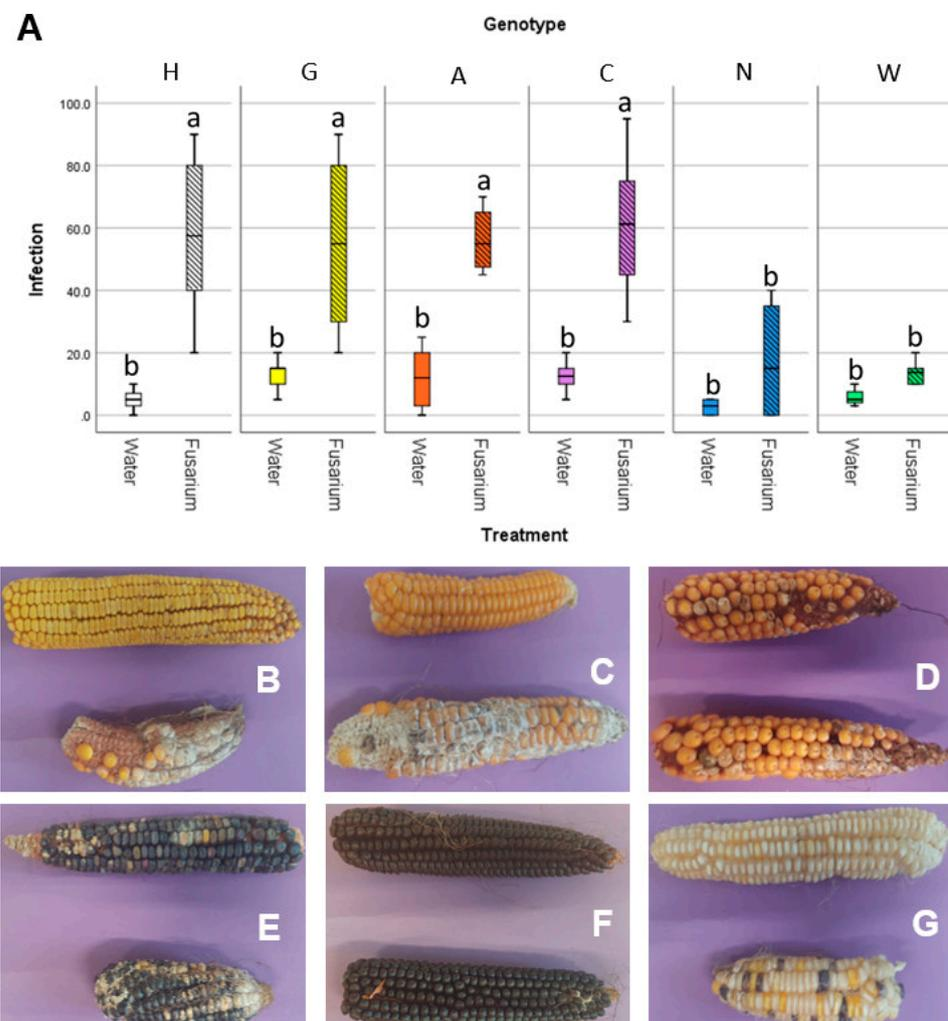 A
Genotype
H G A C N W
Infection
100.0
80.0
60.0
40.0
20.0
.0
a a a a
b b b b b b b b
Water Fusarium Water Fusarium Water Fusarium Water Fusarium Water Fusarium Water Fusarium
Treatment
B C D
E F G